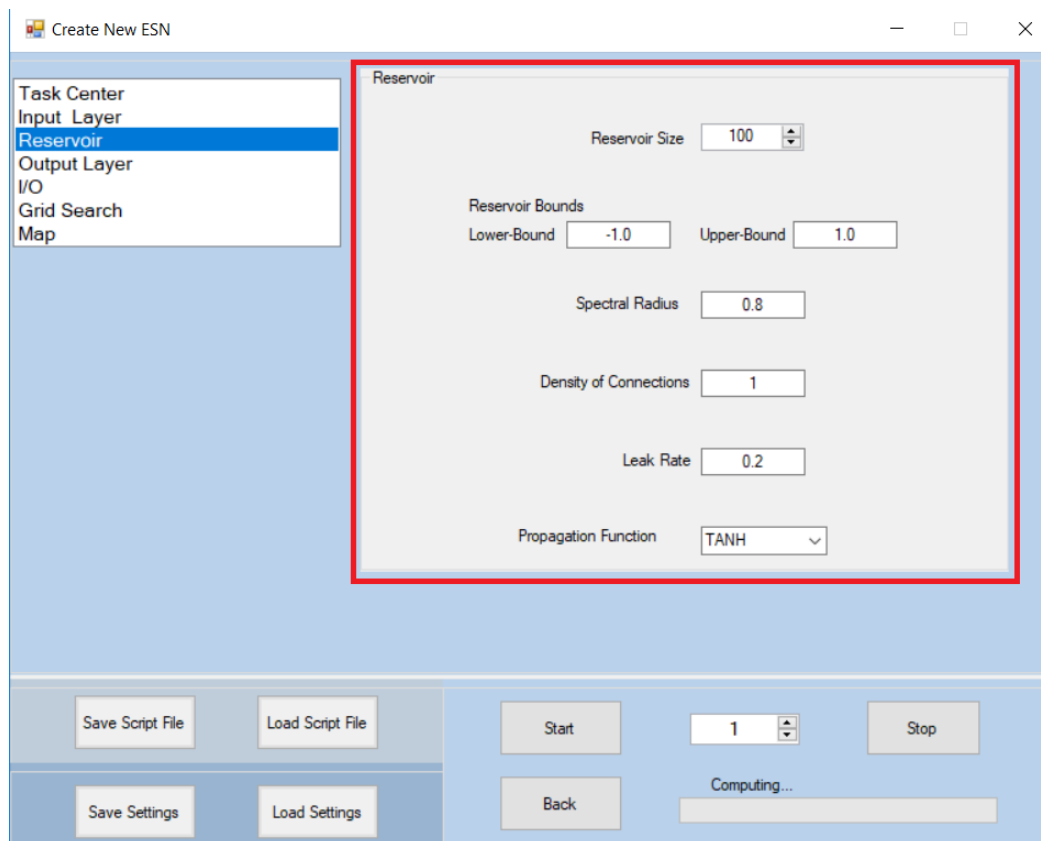 Create New ESN
Task Center
Input Layer
Reservoir
Output Layer
I/O
Grid Search
Map
Reservoir
Reservoir Size 100
Reservoir Bounds
Lower-Bound -1.0 Upper-Bound 1.0
Spectral Radius 0.8
Density of Connections 1
Leak Rate 0.2
Propagation Function TANH
Save Script File Load Script File
Save Settings Load Settings
Start 1 Stop
Computing...
Back